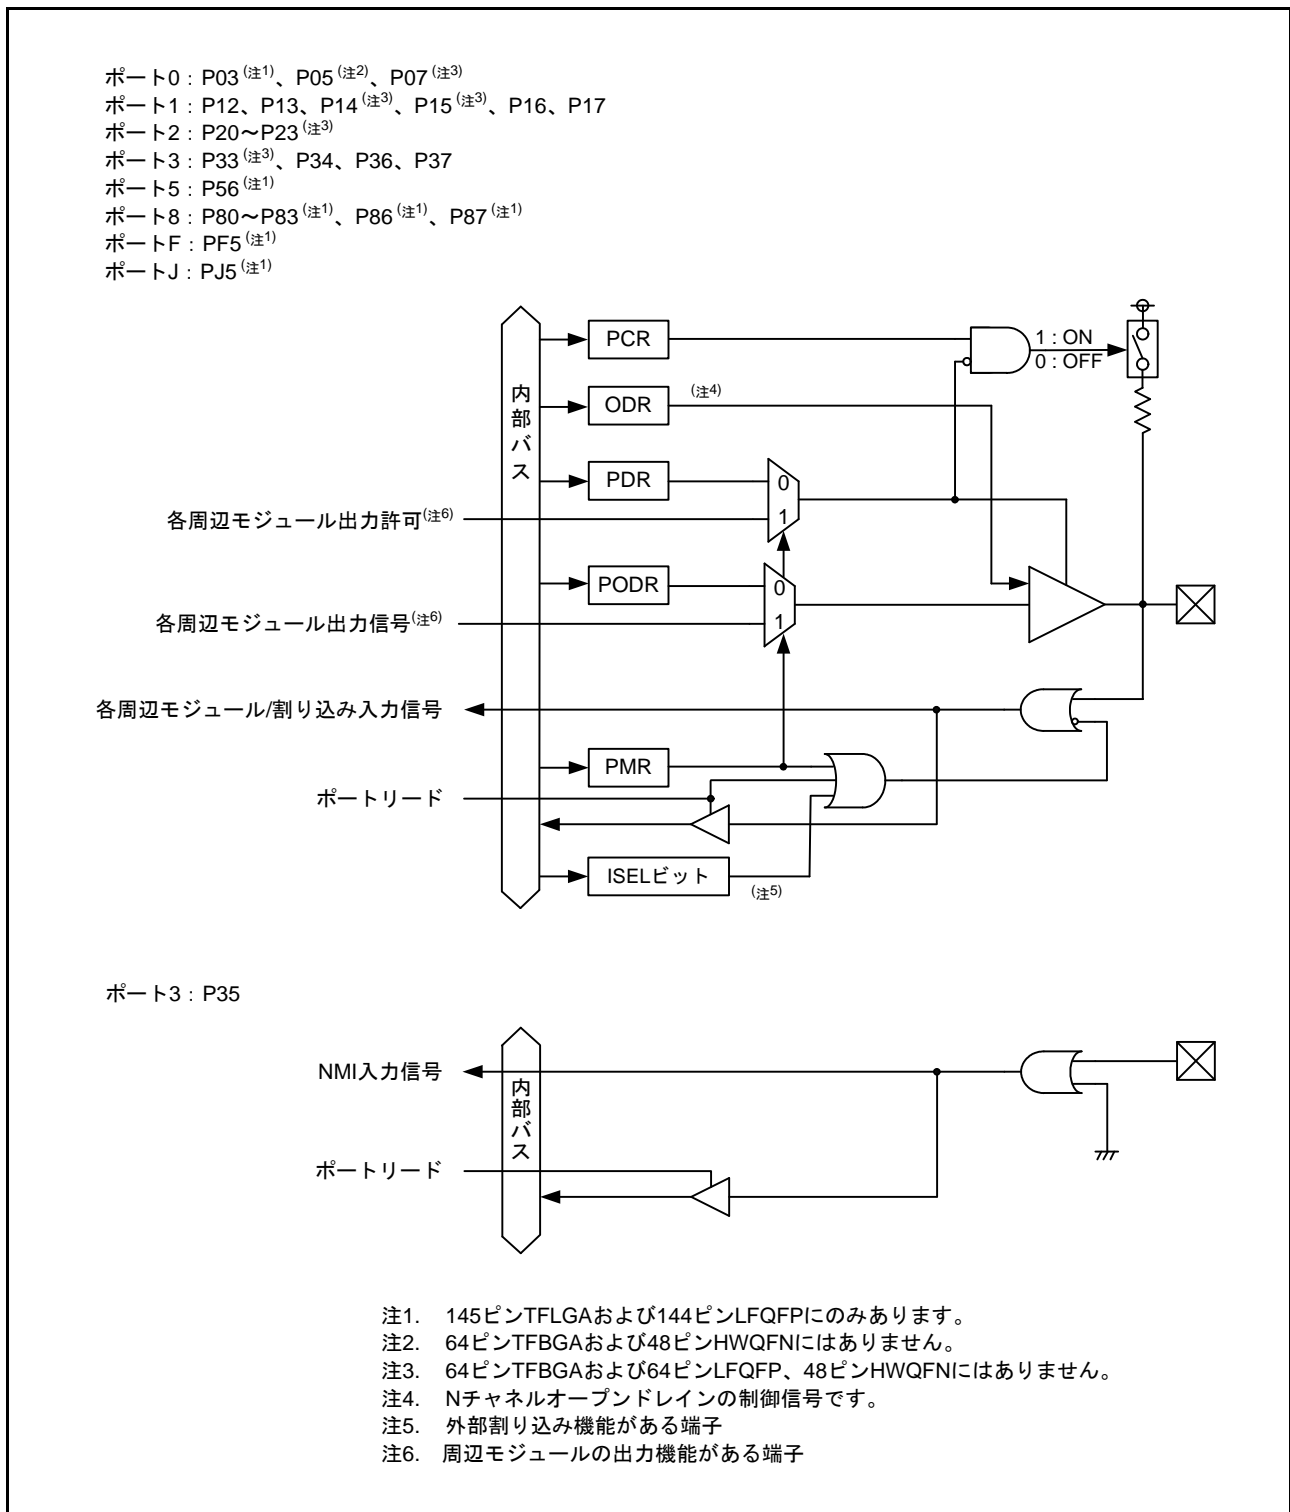 ポート0：P03(注1)、P05(注2)、P07(注3)
ポート1：P12、P13、P14(注3)、P15(注3)、P16、P17
ポート2：P20～P23(注3)
ポート3：P33(注3)、P34、P36、P37
ポート5：P56(注1)
ポート8：P80～P83(注1)、P86(注1)、P87(注1)
ポートF：PF5(注1)
ポートJ：PJ5(注1)
内部バス
PCR
1 : ON
0 : OFF
ODR
(注4)
PDR
0
1
各周辺モジュール出力許可(注6)
PODR
0
1
各周辺モジュール出力信号(注6)
各周辺モジュール/割り込み入力信号
PMR
ポートリード
ISELビット
(注5)
ポート3：P35
NMI入力信号
内部バス
ポートリード
注1. 145ピンTFLGAおよび144ピンLFQFPにのみあります。
注2. 64ピンTFBGAおよび48ピンHWQFNにはありません。
注3. 64ピンTFBGAおよび64ピンLFQFP、48ピンHWQFNにはありません。
注4. Nチャネルオープンドレインの制御信号です。
注5. 外部割り込み機能がある端子
注6. 周辺モジュールの出力機能がある端子